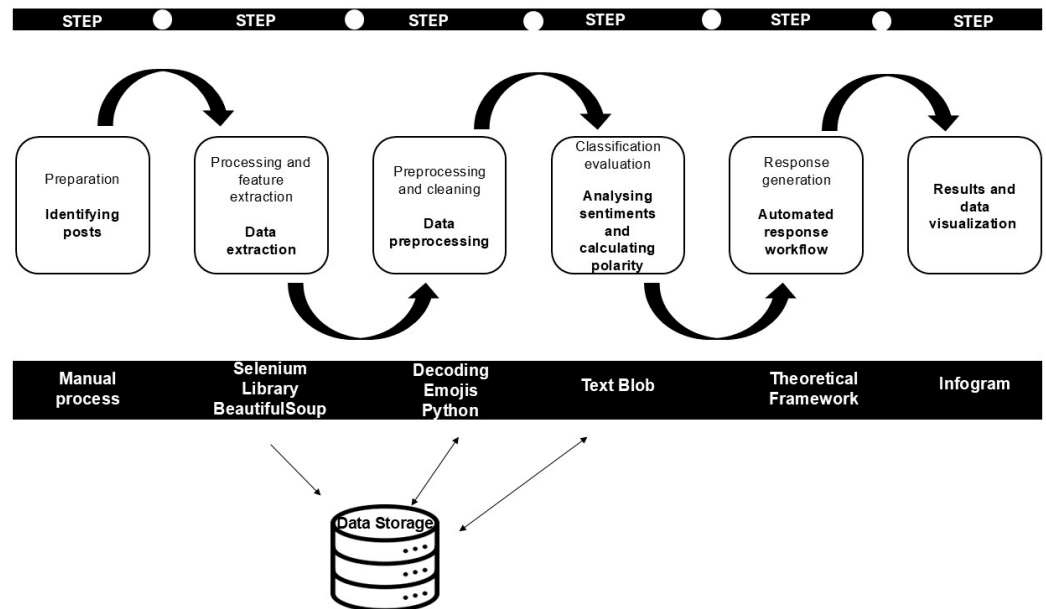 STEP STEP STEP STEP STEP STEP
Preparation
Identifying
posts
Processing and
feature
extraction
Data
extraction
Preprocessing
and cleaning
Data
preprocessing
Classification
evaluation
Analysing
sentiments
and
calculating
polarity
Response
generation
Automated
response
workflow
Results and
data
visualization
Manual
process
Selenium
Library
BeautifulSoup
Decoding
Emojis
Python
Text Blob
Theoretical
Framework
Infogram
Data Storage